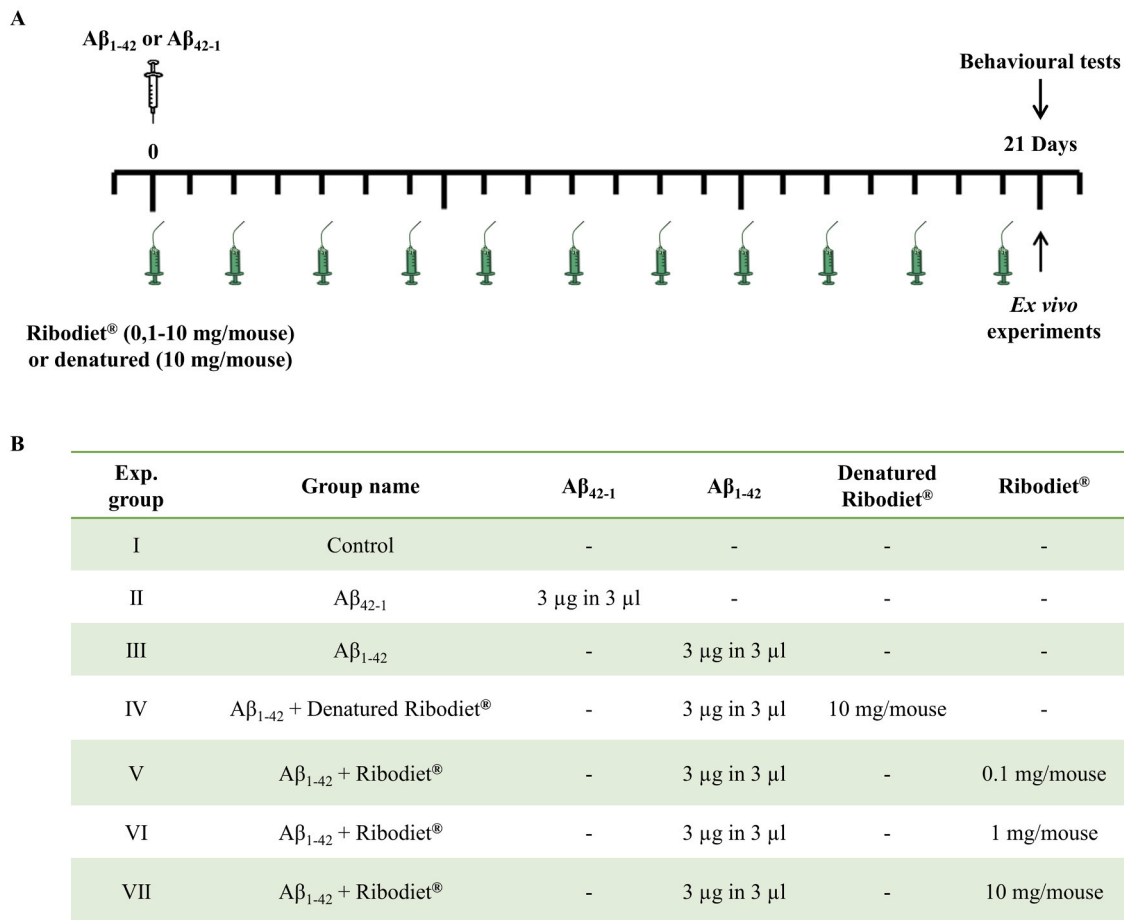 A
Aβ1-42 or Aβ42-1
Behavioural tests
0
21 Days
Ribodiet® (0,1-10 mg/mouse)
or denatured (10 mg/mouse)
Ex vivo
experiments
B
Exp. group Group name Aβ42-1 Aβ1-42 Denatured Ribodiet® Ribodiet®
I Control - - - -
II Aβ42-1 3 µg in 3 µl - - -
III Aβ1-42 - 3 µg in 3 µl - -
IV Aβ1-42 + Denatured Ribodiet® - 3 µg in 3 µl 10 mg/mouse -
V Aβ1-42 + Ribodiet® - 3 µg in 3 µl - 0.1 mg/mouse
VI Aβ1-42 + Ribodiet® - 3 µg in 3 µl - 1 mg/mouse
VII Aβ1-42 + Ribodiet® - 3 µg in 3 µl - 10 mg/mouse